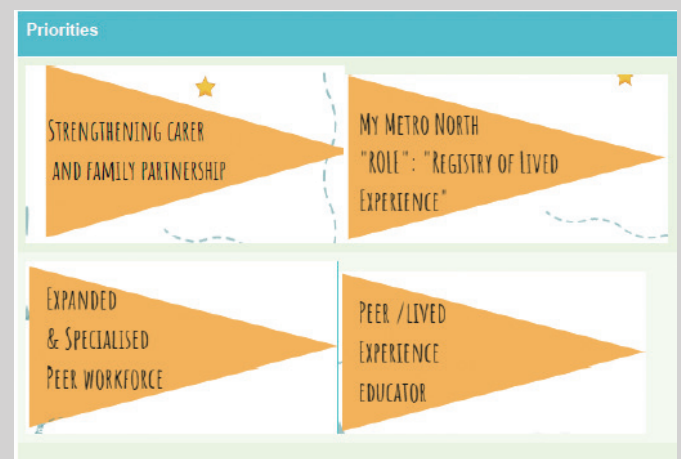 Priorities
STRENGTHENING CARER
AND FAMILY PARTNERSHIP
MY METRO NORTH
"ROLE": "REGISTRY OF LIVED
EXPERIENCE"
EXPANDED
& SPECIALISED
PEER WORKFORCE
PEER /LIVED
EXPERIENCE
EDUCATOR